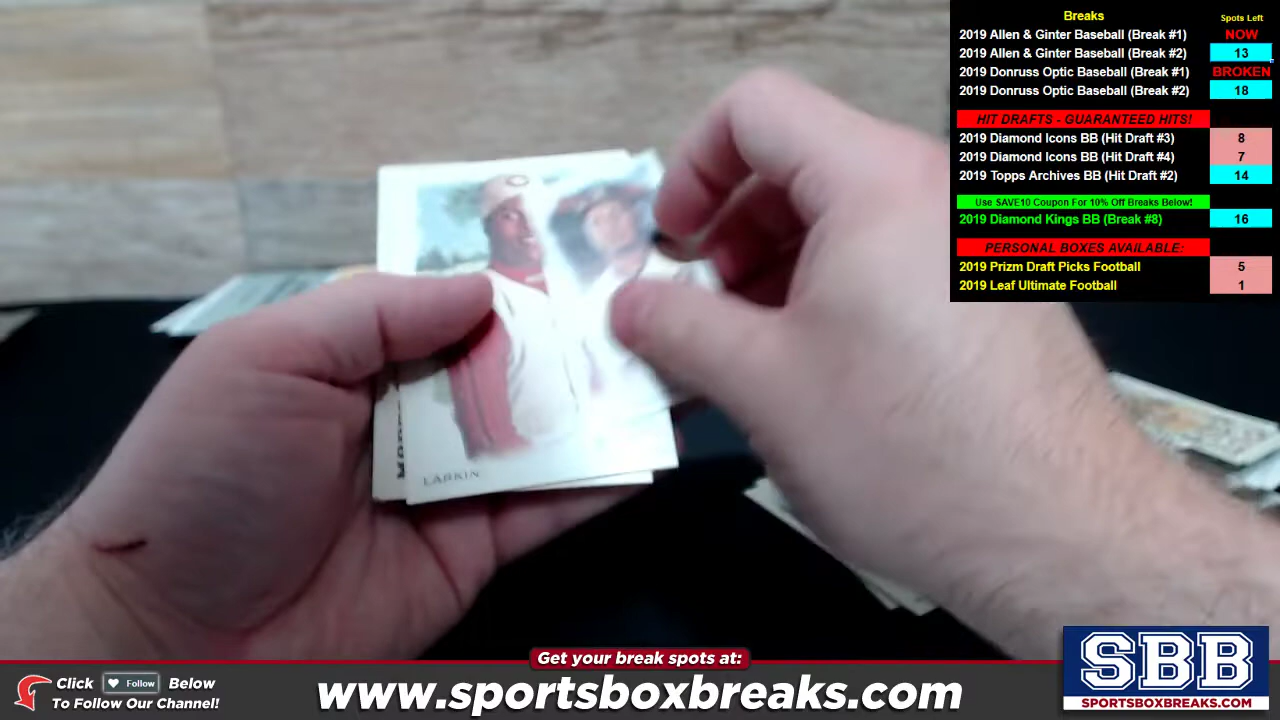 Breaks
Spots Left
2019 Allen & Ginter Baseball (Break #1) NOW
2019 Allen & Ginter Baseball (Break #2) 13
2019 Donruss Optic Baseball (Break #1) BROKEN
2019 Donruss Optic Baseball (Break #2) 18
HIT DRAFTS - GUARANTEED HITS!
2019 Diamond Icons BB (Hit Draft #3) 8
2019 Diamond Icons BB (Hit Draft #4) 7
2019 Topps Archives BB (Hit Draft #2) 14
Use SAVE10 Coupon For 10% Off Breaks Below!
2019 Diamond Kings BB (Break #8) 16
PERSONAL BOXES AVAILABLE:
2019 Prizm Draft Picks Football 5
2019 Leaf Ultimate Football 1
LARKIN
Get your break spots at:
Click Follow Below
To Follow Our Channel!
www.sportsboxbreaks.com
SBB
SPORTSBOXBREAKS.COM